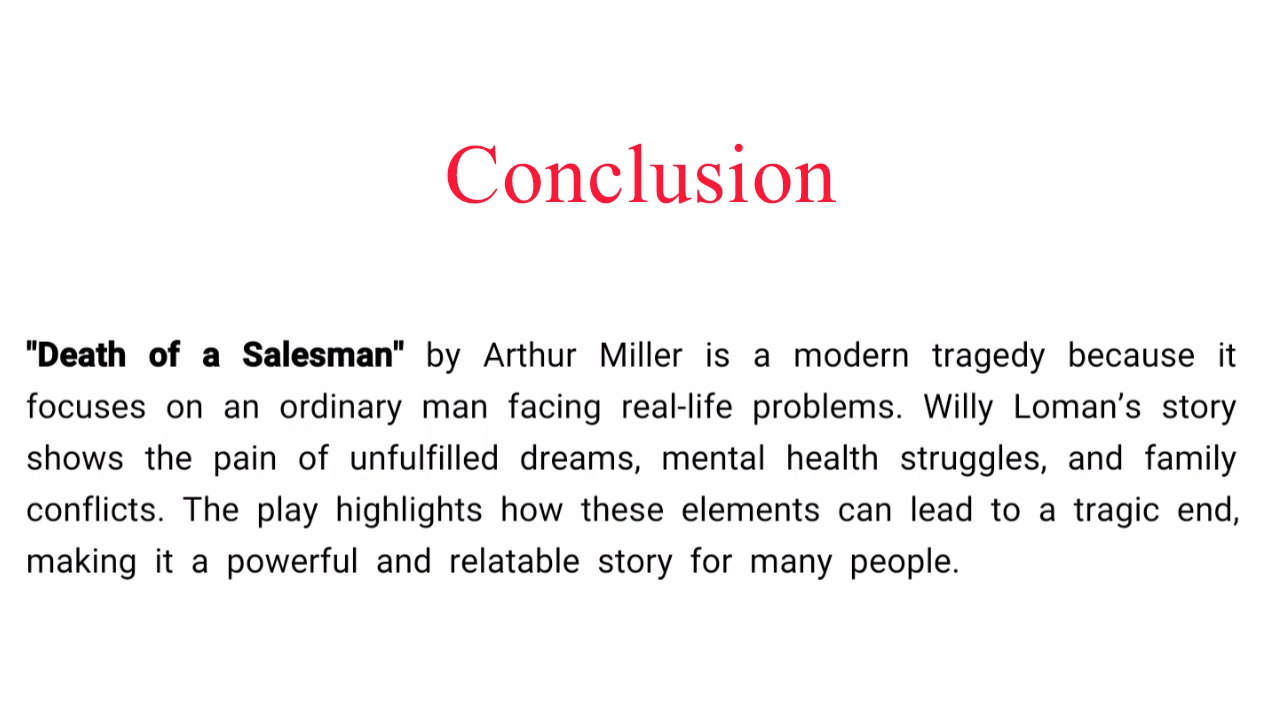 Conclusion
"Death of a Salesman" by Arthur Miller is a modern tragedy because it
focuses on an ordinary man facing real-life problems. Willy Loman’s story
shows the pain of unfulfilled dreams, mental health struggles, and family
conflicts. The play highlights how these elements can lead to a tragic end,
making it a powerful and relatable story for many people.